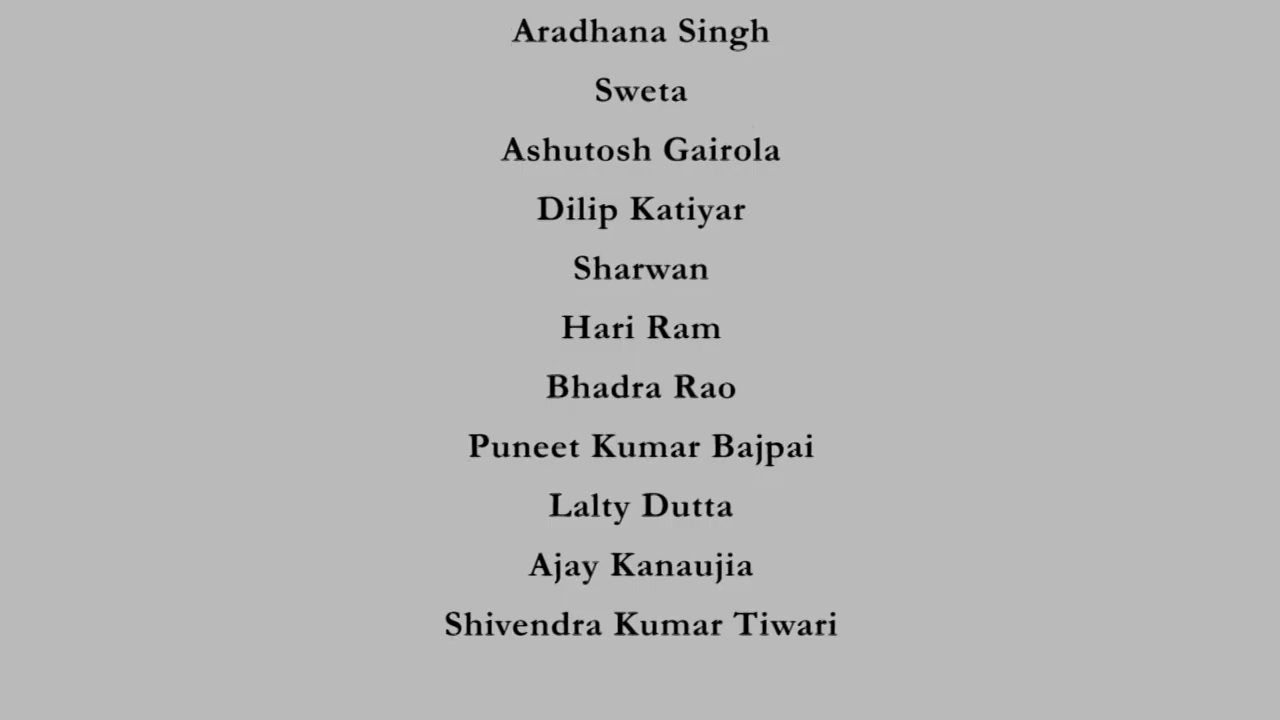 Aradhana Singh
Sweta
Ashutosh Gairola
Dilip Katiyar
Sharwan
Hari Ram
Bhadra Rao
Puneet Kumar Bajpai
Lalty Dutta
Ajay Kanaujia
Shivendra Kumar Tiwari